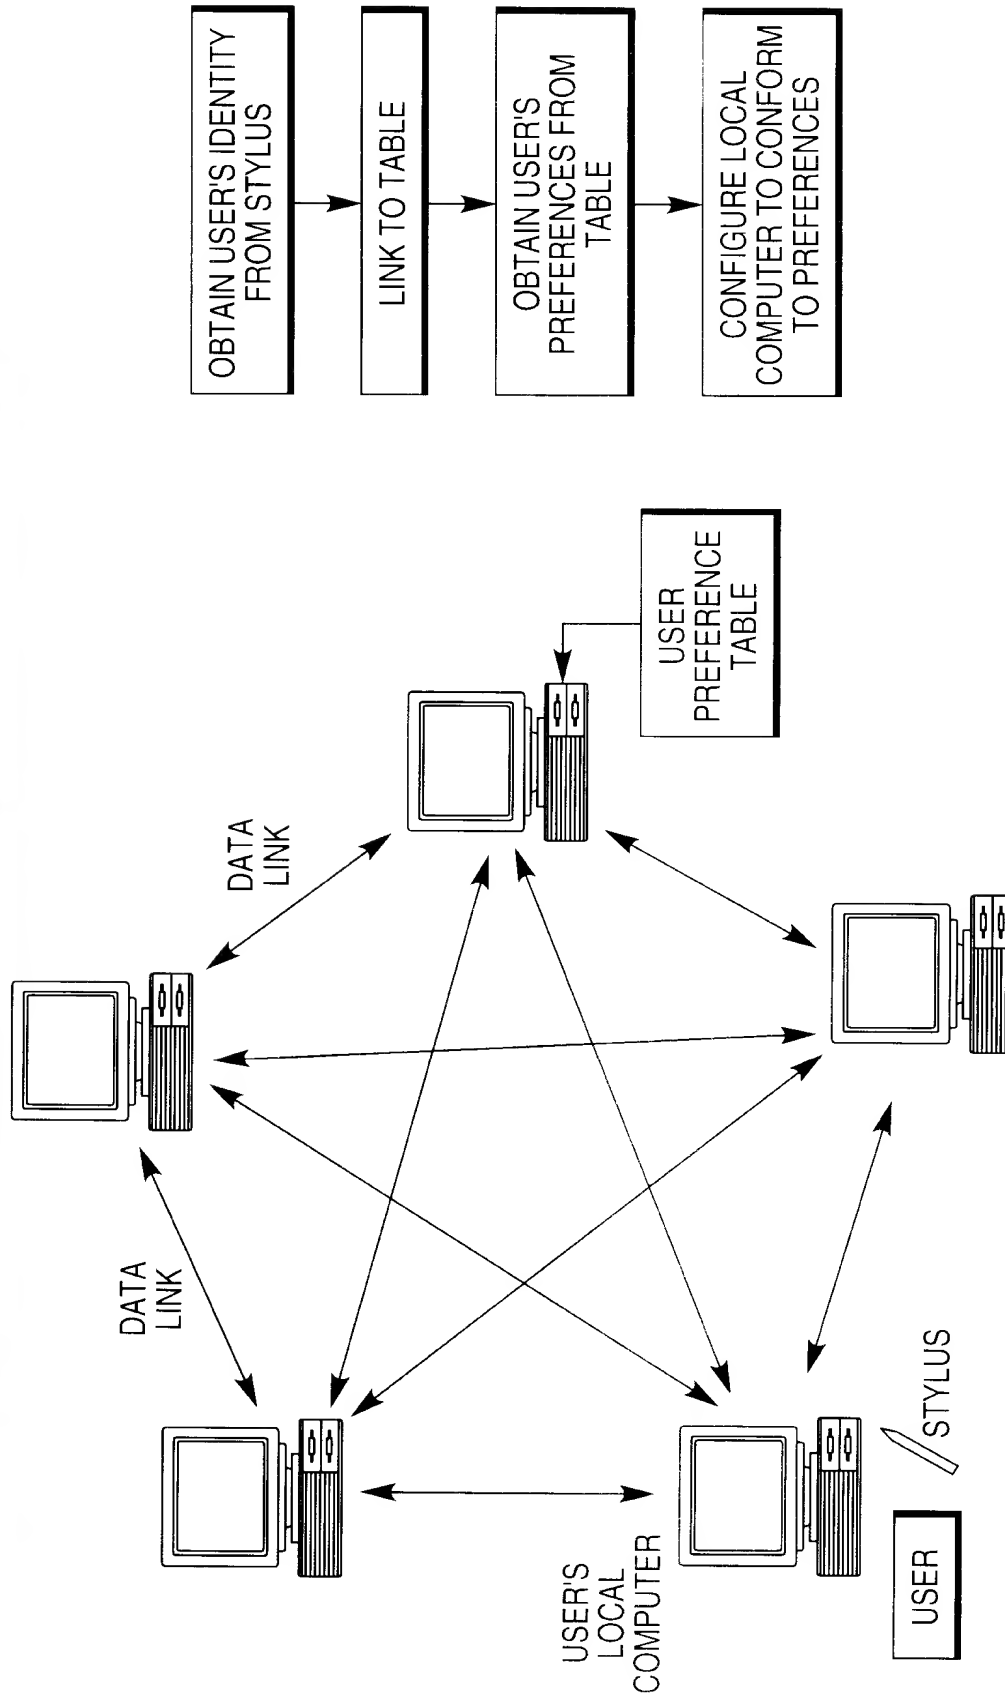 OBTAIN USER'S IDENTITY
FROM STYLUS
LINK TO TABLE
OBTAIN USER'S
PREFERENCES FROM
TABLE
CONFIGURE LOCAL
COMPUTER TO CONFORM
TO PREFERENCES
DATA
LINK
DATA
LINK
USER
PREFERENCE
TABLE
USER'S
LOCAL
COMPUTER
STYLUS
USER